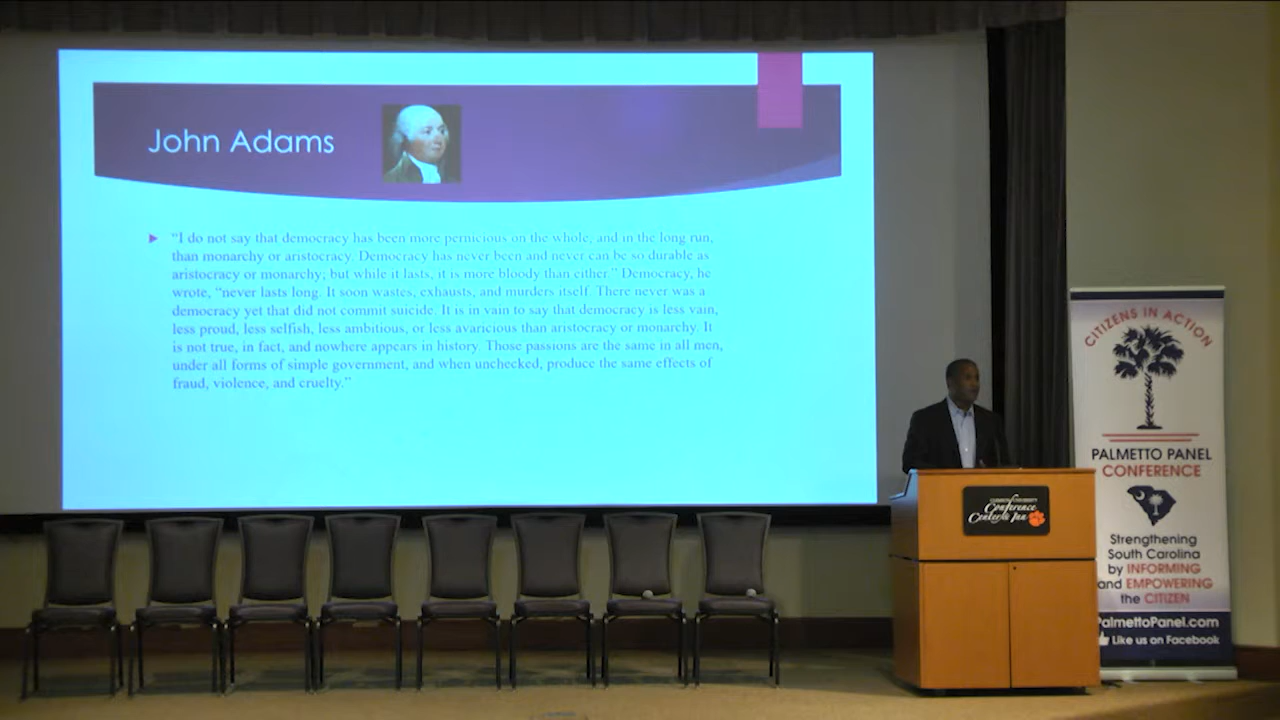 John Adams
"I do not say that democracy has been more pernicious on the whole, and in the long run,
than monarchy or aristocracy. Democracy has never been and never can be so durable as
aristocracy or monarchy; but while it lasts, it is more bloody than either." Democracy, he
wrote, "never lasts long. It soon wastes, exhausts, and murders itself. There never was a
democracy yet that did not commit suicide. It is in vain to say that democracy is less vain,
less proud, less selfish, less ambitious, or less avaricious than aristocracy or monarchy. It
is not true, in fact, and nowhere appears in history. Those passions are the same in all men,
under all forms of simple government, and when unchecked, produce the same effects of
fraud, violence, and cruelty."
CITIZENS IN ACTION
PALMETTO PANEL
CONFERENCE
Strengthening
South Carolina
by INFORMING
and EMPOWERING
the CITIZEN
PalmettoPanel.com
Like us on Facebook
CLEMSON UNIVERSITY
Conference
Center & Inn